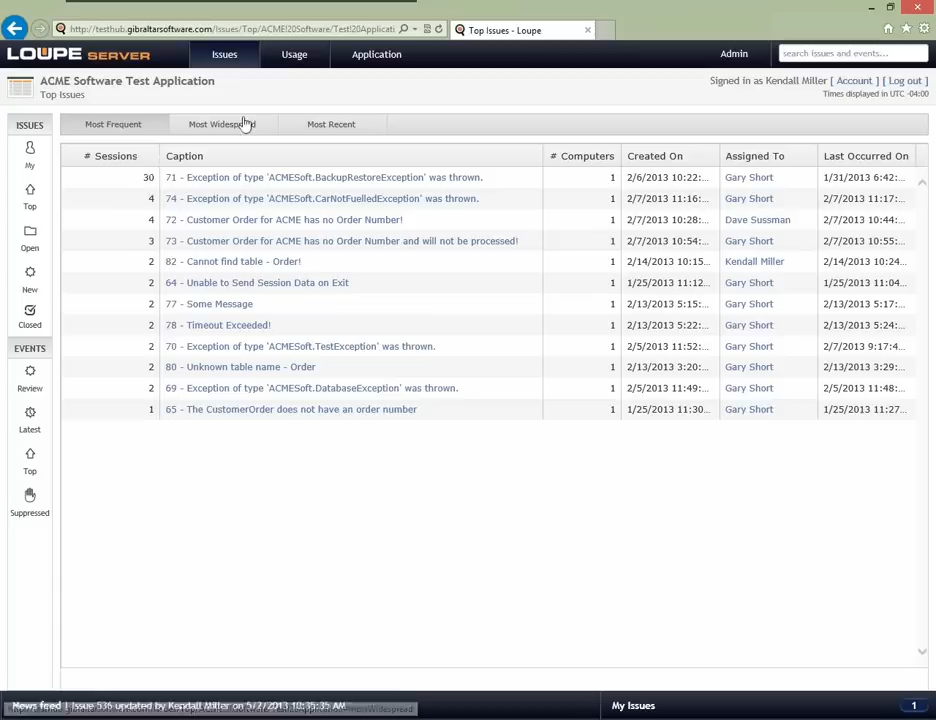 http://testhub.gibraltarsoftware.com/Issues/Top/ACME%20Software/Test%20Applicati
Top Issues - Loupe
LOUPE SERVER
Issues
Usage
Application
Admin
search issues and events...
ACME Software Test Application
Top Issues
Signed in as Kendall Miller [ Account ] [ Log out ]
Times displayed in UTC -04:00
ISSUES
My
Top
Open
New
Closed
EVENTS
Review
Latest
Top
Suppressed
Most Frequent
Most Widespread
Most Recent
# Sessions Caption # Computers Created On Assigned To Last Occurred On
30 71 - Exception of type 'ACMESoft.BackupRestoreException' was thrown. 1 2/6/2013 10:22:... Gary Short 1/31/2013 6:42:...
4 74 - Exception of type 'ACMESoft.CarNotFuelledException' was thrown. 1 2/7/2013 11:16:... Gary Short 2/7/2013 11:17:...
4 72 - Customer Order for ACME has no Order Number! 1 2/7/2013 10:28:... Dave Sussman 2/7/2013 10:44:...
3 73 - Customer Order for ACME has no Order Number and will not be processed! 1 2/7/2013 10:54:... Gary Short 2/7/2013 10:55:...
2 82 - Cannot find table - Order! 1 2/14/2013 10:15... Kendall Miller 2/14/2013 10:24...
2 64 - Unable to Send Session Data on Exit 1 1/25/2013 11:12... Gary Short 1/25/2013 11:04...
2 77 - Some Message 1 2/13/2013 5:15:... Gary Short 2/13/2013 5:17:...
2 78 - Timeout Exceeded! 1 2/13/2013 5:22:... Gary Short 2/13/2013 5:24:...
2 70 - Exception of type 'ACMESoft.TestException' was thrown. 1 2/5/2013 11:52:... Gary Short 2/7/2013 9:17:4...
2 80 - Unknown table name - Order 1 2/13/2013 3:20:... Gary Short 2/13/2013 3:29:...
2 69 - Exception of type 'ACMESoft.DatabaseException' was thrown. 1 2/5/2013 11:49:... Gary Short 2/5/2013 11:48:...
1 65 - The CustomerOrder does not have an order number 1 1/25/2013 11:30... Gary Short 1/25/2013 11:27...
News feed | Issue 536 updated by Kendall Miller on 5/2/2013 10:35:35 AM
My Issues
1